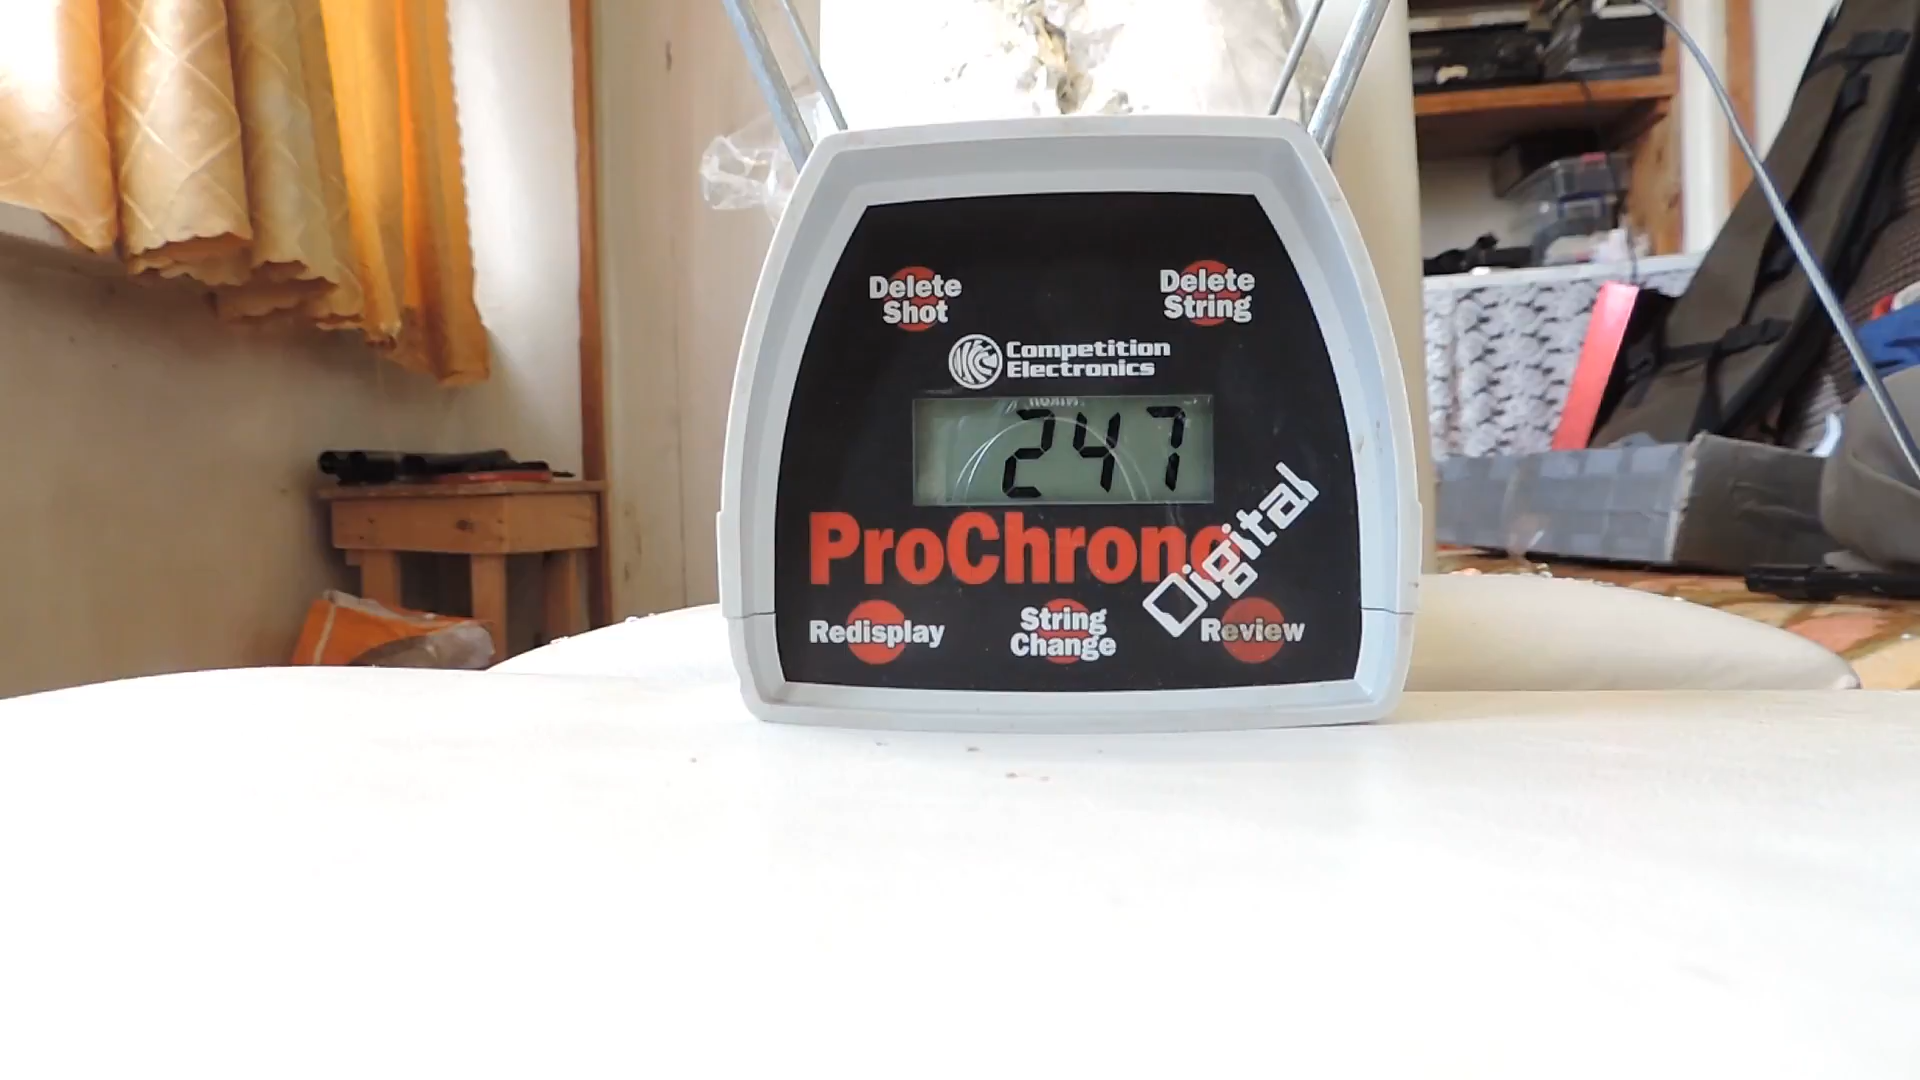 Delete
Shot
Delete
String
Competition
Electronics
247
ProChrono
Digital
Redisplay
String
Change
Review